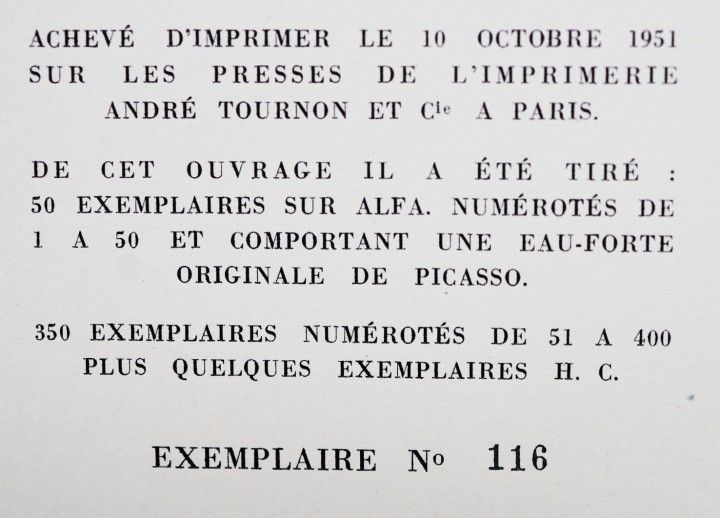 ACHEVÉ D'IMPRIMER LE 10 OCTOBRE 1951
SUR LES PRESSES DE L'IMPRIMERIE
ANDRÉ TOURNON ET Cie A PARIS.
DE CET OUVRAGE IL A ÉTÉ TIRÉ :
50 EXEMPLAIRES SUR ALFA. NUMÉROTÉS DE
1 A 50 ET COMPORTANT UNE EAU-FORTE
ORIGINALE DE PICASSO.
350 EXEMPLAIRES NUMÉROTÉS DE 51 A 400
PLUS QUELQUES EXEMPLAIRES H. C.
EXEMPLAIRE No 116